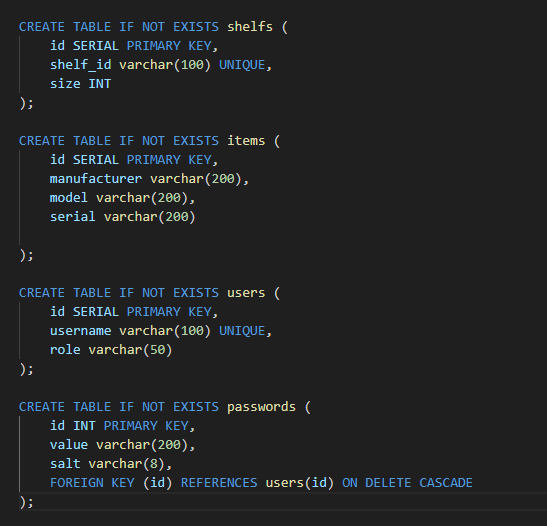 CREATE TABLE IF NOT EXISTS shelfs (
    id SERIAL PRIMARY KEY,
    shelf_id varchar(100) UNIQUE,
    size INT
);
CREATE TABLE IF NOT EXISTS items (
    id SERIAL PRIMARY KEY,
    manufacturer varchar(200),
    model varchar(200),
    serial varchar(200)
);
CREATE TABLE IF NOT EXISTS users (
    id SERIAL PRIMARY KEY,
    username varchar(100) UNIQUE,
    role varchar(50)
);
CREATE TABLE IF NOT EXISTS passwords (
    id INT PRIMARY KEY,
    value varchar(200),
    salt varchar(8),
    FOREIGN KEY (id) REFERENCES users(id) ON DELETE CASCADE
);